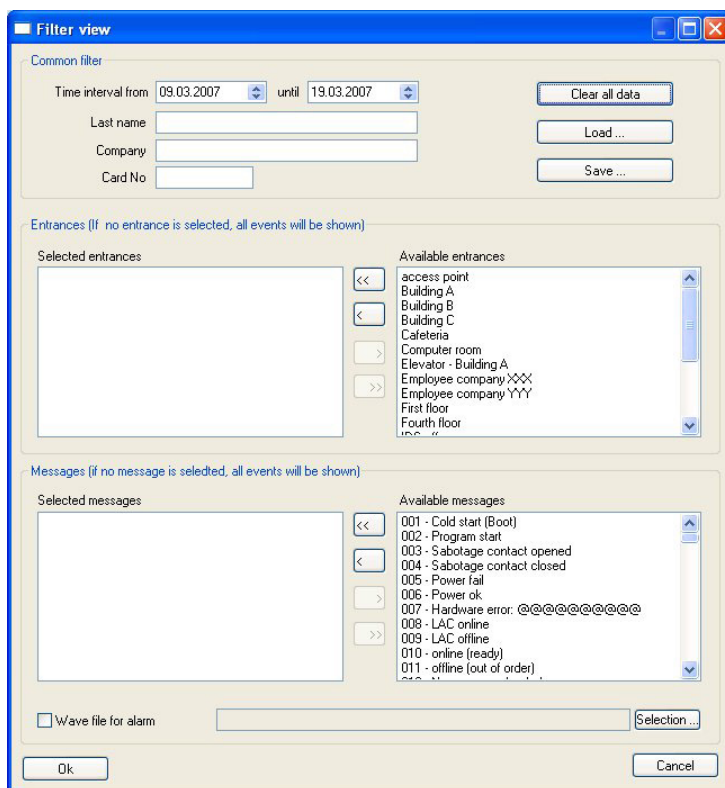 Filter view
Common filter
Time interval from 09.03.2007 until 19.03.2007
Clear all data
Last name
Load ...
Company
Card No
Save ...
Entrances (If no entrance is selected, all events will be shown)
Selected entrances
Available entrances
<<
<
>
>>
access point
Building A
Building B
Building C
Cafeteria
Computer room
Elevator - Building A
Employee company XXX
Employee company YYY
First floor
Fourth floor
Messages (if no message is seledted, all events will be shown)
Selected messages
Available messages
<<
<
>
>>
001 - Cold start (Boot)
002 - Program start
003 - Sabotage contact opened
004 - Sabotage contact closed
005 - Power fail
006 - Power ok
007 - Hardware error: @@@@@@@@@@
008 - LAC online
009 - LAC offline
010 - online (ready)
011 - offline (out of order)
Wave file for alarm
Selection ...
Ok
Cancel